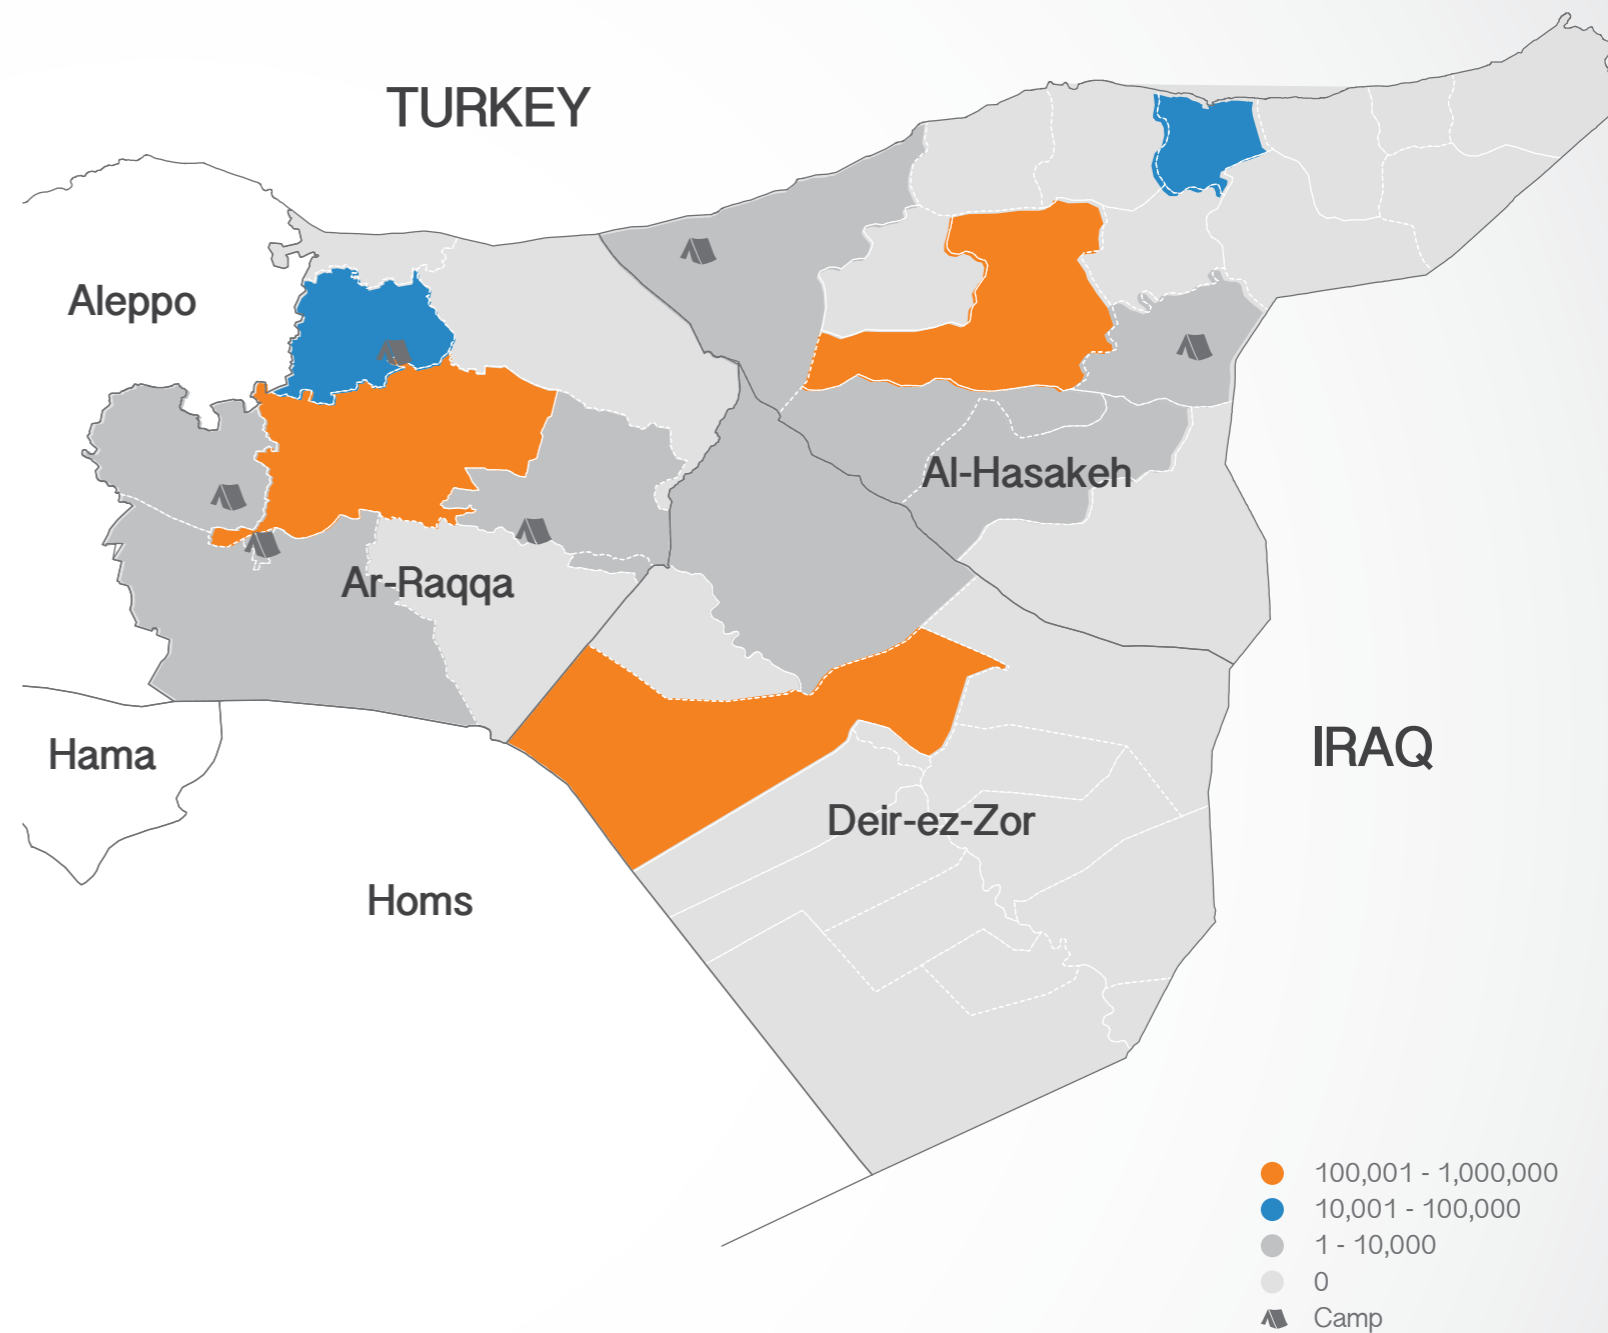 TURKEY
Aleppo
Al-Hasakeh
Ar-Raqqa
Hama
IRAQ
Deir-ez-Zor
Homs
100,001 - 1,000,000
10,001 - 100,000
1 - 10,000
0
Camp